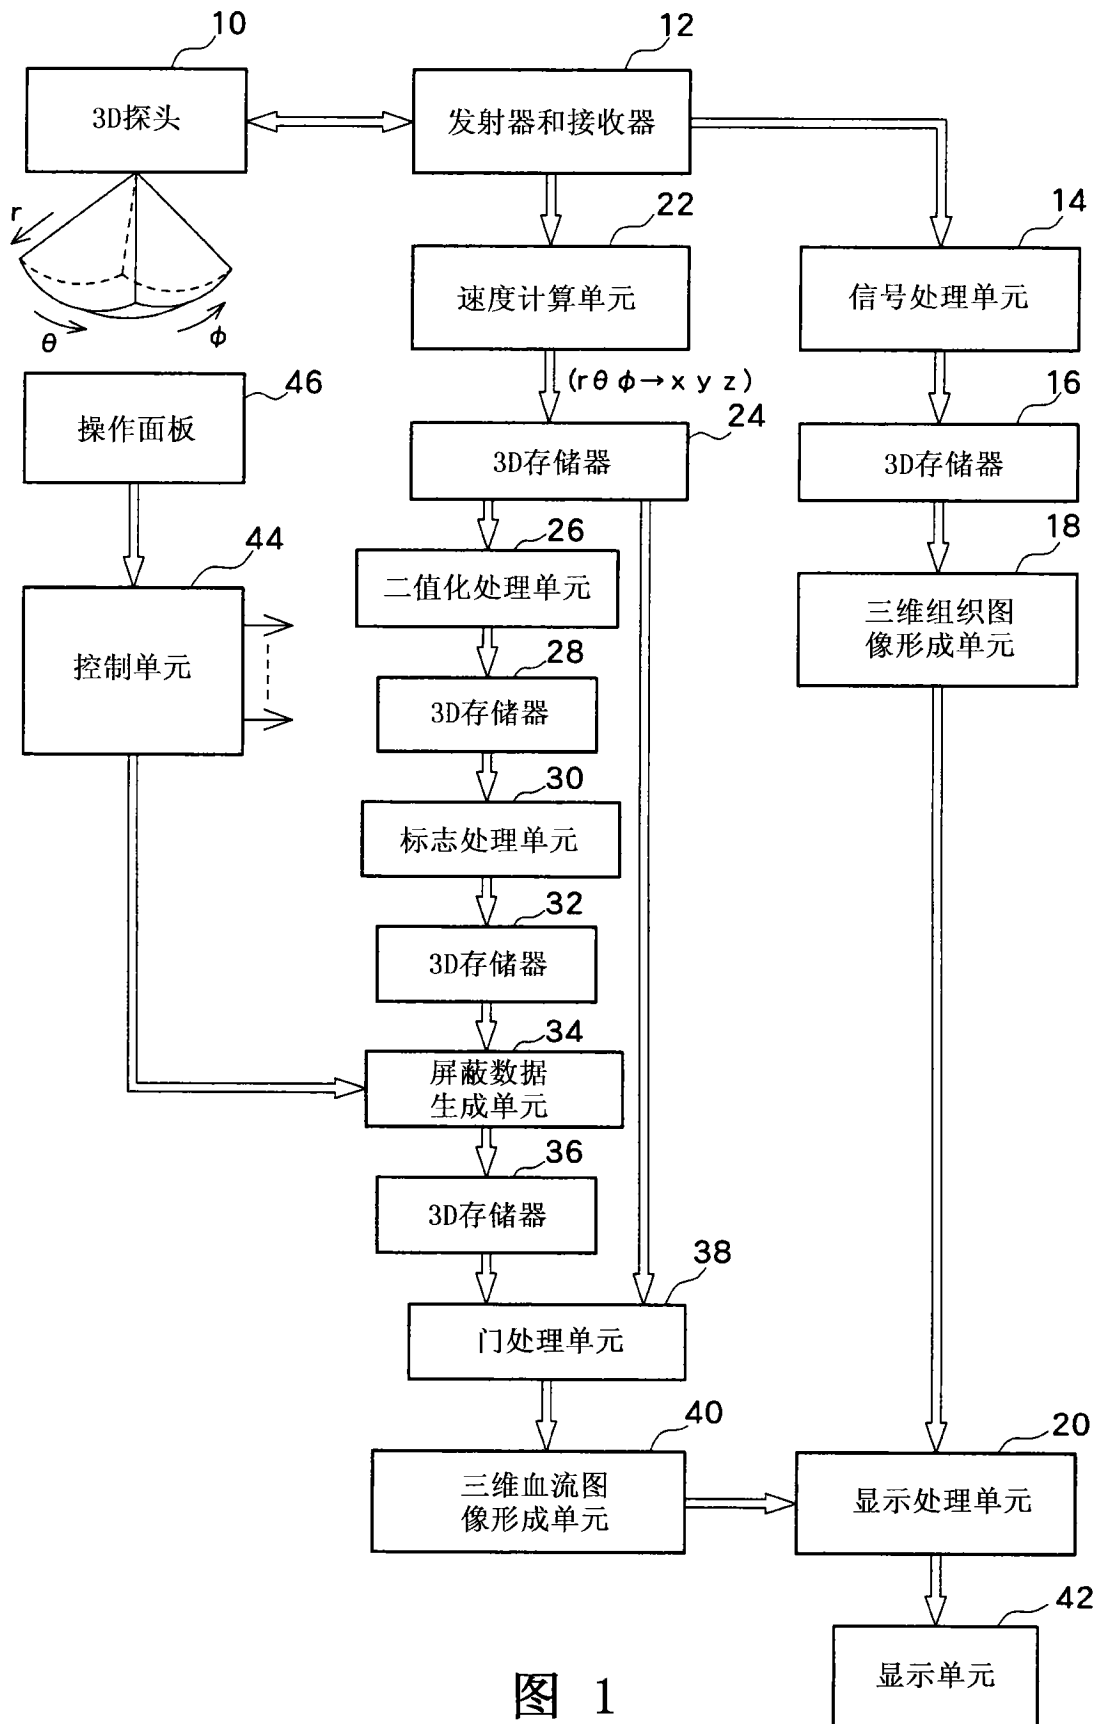 10
12
3D探头
发射器和接收器
r
θ
φ
22
14
速度计算单元
信号处理单元
(rθφ→x y z)
46
操作面板
24
3D存储器
16
3D存储器
26
二值化处理单元
18
三维组织图
像形成单元
44
控制单元
28
3D存储器
30
标志处理单元
32
3D存储器
34
屏蔽数据
生成单元
36
3D存储器
38
门处理单元
40
三维血流图
像形成单元
20
显示处理单元
42
显示单元
图 1